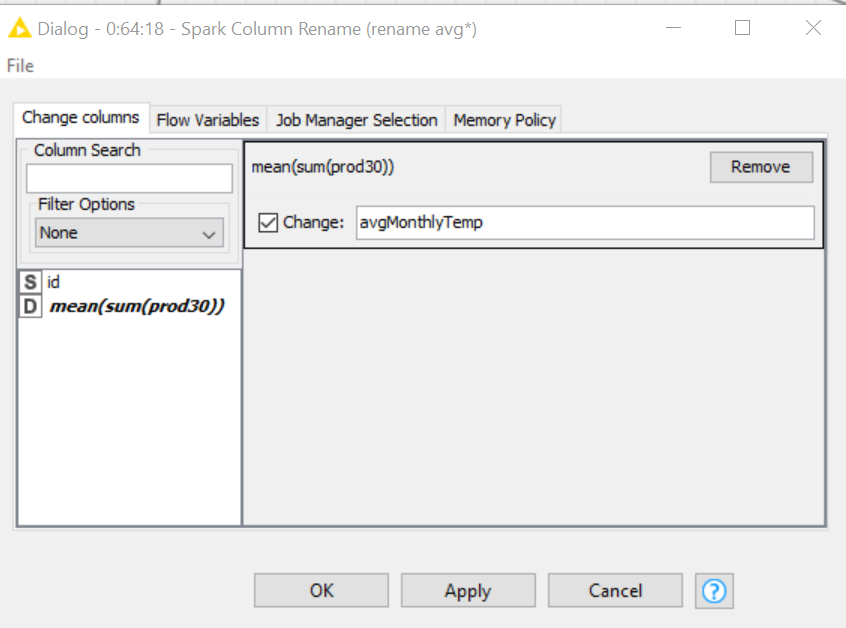 Dialog - 0:64:18 - Spark Column Rename (rename avg*)
File
Change columns Flow Variables Job Manager Selection Memory Policy
Column Search
Filter Options
None
S id
D mean(sum(prod30))
mean(sum(prod30)) Remove
Change: avgMonthlyTemp
OK Apply Cancel ?